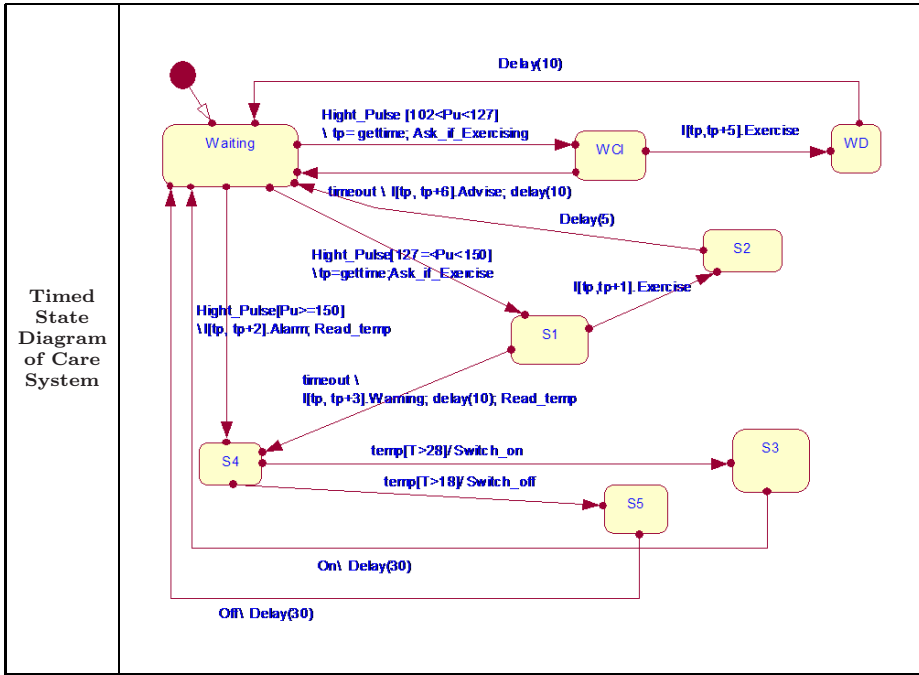 Timed
State
Diagram
of Care
System
Delay(10)
Hight_Pulse [102<Pu<127]
\ tp= gettime; Ask_if_Exercising
I[tp,tp+5].Exercise
Waiting
WCI
WD
timeout \ I[tp, tp+6].Advise; delay(10)
Delay(5)
S2
Hight_Pulse[127=<Pu<150]
\tp=gettime;Ask_if_Exercise
I[tp,tp+1].Exercise
Hight_Pulse[Pu>=150]
\I[tp, tp+2].Alarm; Read_temp
S1
timeout \
I[tp, tp+3].Warning; delay(10); Read_temp
S4
temp[T>28]/Switch_on
S3
temp[T>18]/Switch_off
S5
On\ Delay(30)
Off\ Delay(30)